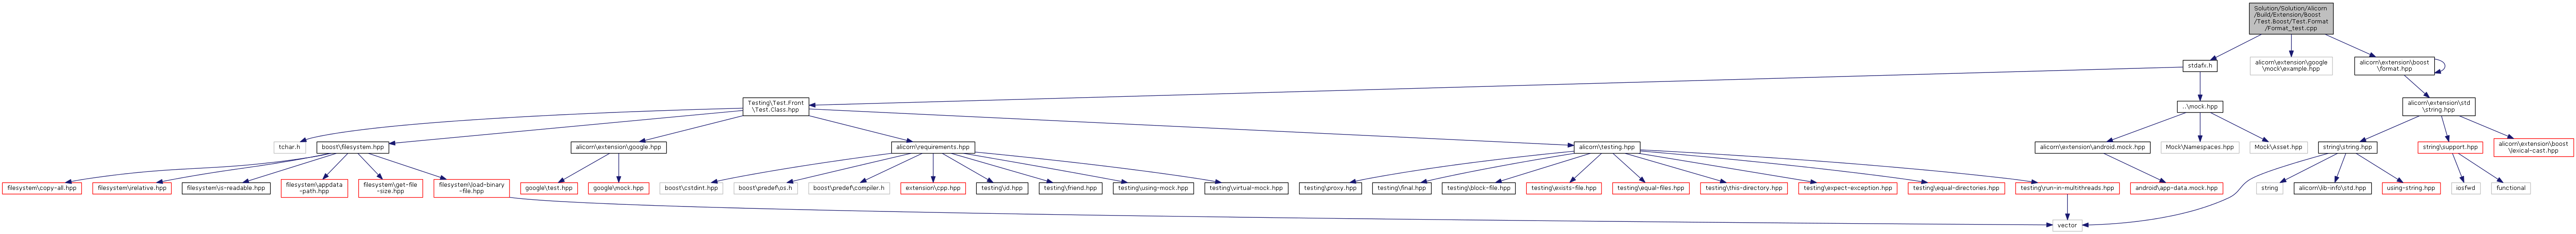 Solution/Solution/Alicorn
/Build/Extension/Boost
/Test.Boost/Test.Format
/Format_test.cpp
stdafx.h
alicorn\extension\google
\mock\example.hpp
alicorn\extension\boost
\format.hpp
Testing\Test.Front
\Test.Class.hpp
..\mock.hpp
alicorn\extension\std
\string.hpp
tchar.h
boost\filesystem.hpp
alicorn\extension\google.hpp
alicorn\requirements.hpp
alicorn\testing.hpp
alicorn\extension\android.mock.hpp
Mock\Namespaces.hpp
Mock\Asset.hpp
string\string.hpp
string\support.hpp
alicorn\extension\boost
\lexical-cast.hpp
filesystem\copy-all.hpp
filesystem\relative.hpp
filesystem\is-readable.hpp
filesystem\appdata
-path.hpp
filesystem\get-file
-size.hpp
filesystem\load-binary
-file.hpp
google\test.hpp
google\mock.hpp
boost\cstdint.hpp
boost\predef\os.h
boost\predef\compiler.h
extension\cpp.hpp
testing\id.hpp
testing\friend.hpp
testing\using-mock.hpp
testing\virtual-mock.hpp
testing\proxy.hpp
testing\final.hpp
testing\block-file.hpp
testing\exists-file.hpp
testing\equal-files.hpp
testing\this-directory.hpp
testing\expect-exception.hpp
testing\equal-directories.hpp
testing\run-in-multithreads.hpp
android\app-data.mock.hpp
string
alicorn\lib-info\std.hpp
using-string.hpp
iosfwd
functional
vector